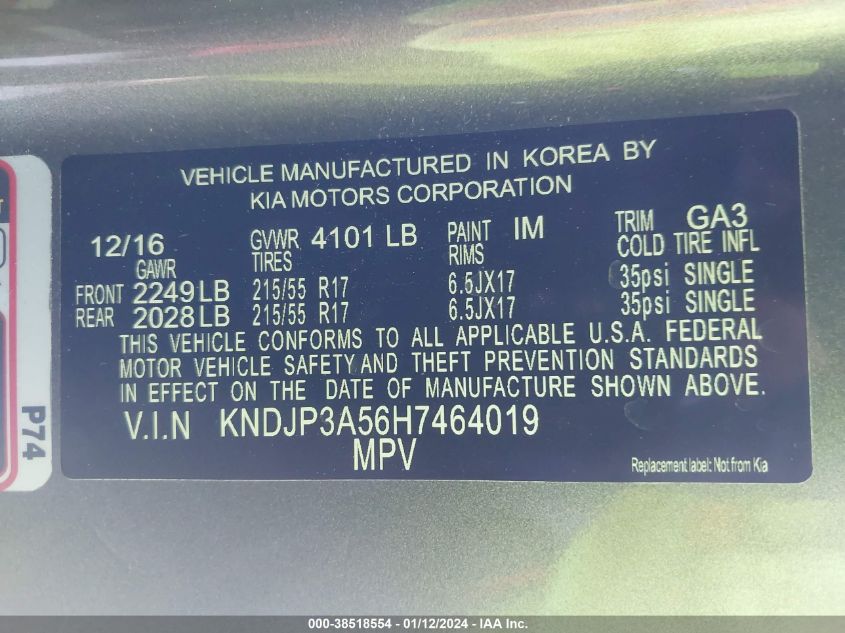 VEHICLE MANUFACTURED IN KOREA BY
KIA MOTORS CORPORATION
12/16 GVWR 4101 LB PAINT IM TRIM GA3
GAWR TIRES RIMS COLD TIRE INFL
FRONT 2249LB 215/55 R17 6.5JX17 35psi SINGLE
REAR 2028LB 215/55 R17 6.5JX17 35psi SINGLE
THIS VEHICLE CONFORMS TO ALL APPLICABLE U.S.A. FEDERAL
MOTOR VEHICLE SAFETY AND THEFT PREVENTION STANDARDS
IN EFFECT ON THE DATE OF MANUFACTURE SHOWN ABOVE.
V.I.N KNDJP3A56H7464019
MPV
Replacement label: Not from Kia
P74
000-38518554 - 01/12/2024 - IAA Inc.